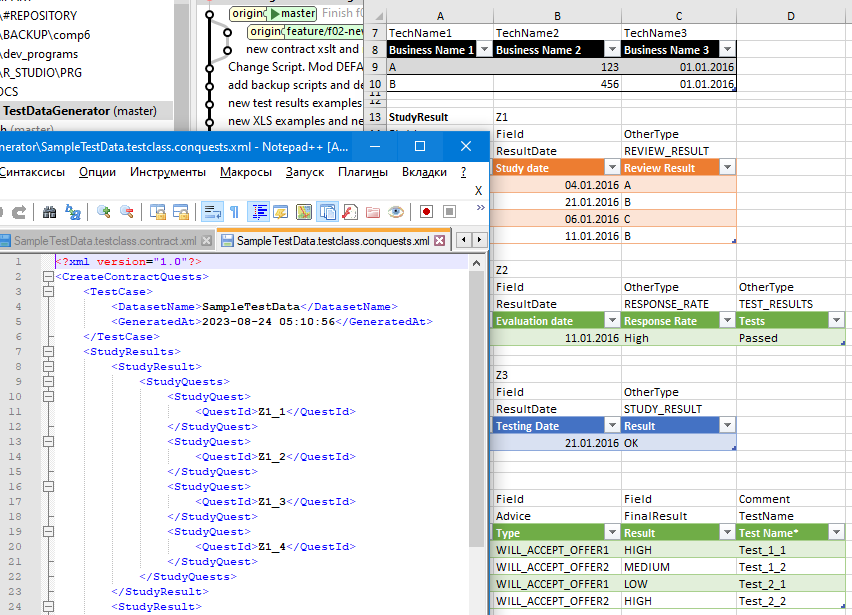 \#REPOSITORY
\BACKUP\comp6
\dev_programs
\R_STUDIO\PRG
OCS
TestDataGenerator (master)
(master)
master Finish f0
feature/f02-new
new contract xslt and
Change Script. Mod DEFA
add backup scripts and de
new test results examples
new XLS examples and ne
A B C D
7 TechName1 TechName2 TechName3
8 Business Name 1 Business Name 2 Business Name 3
9 A 123 01.01.2016
10 B 456 01.01.2016
11
12
13 StudyResult Z1
Field OtherType
ResultDate REVIEW_RESULT
Study date Review Result
04.01.2016 A
21.01.2016 B
06.01.2016 C
11.01.2016 B
Z2
Field OtherType OtherType
ResultDate RESPONSE_RATE TEST_RESULTS
Evaluation date Response Rate Tests
11.01.2016 High Passed
Z3
Field OtherType
ResultDate STUDY_RESULT
Testing Date Result
21.01.2016 OK
Field Field Comment
Advice FinalResult TestName
Type Result Test Name*
WILL_ACCEPT_OFFER1 HIGH Test_1_1
WILL_ACCEPT_OFFER2 MEDIUM Test_1_2
WILL_ACCEPT_OFFER1 LOW Test_2_1
WILL_ACCEPT_OFFER2 HIGH Test_2_2
nerator\SampleTestData.testclass.conquests.xml - Notepad++ [A...
Синтаксисы Опции Инструменты Макросы Запуск Плагины Вкладки ?
X
SampleTestData.testclass.contract.xml SampleTestData.testclass.conquests.xml
1 <?xml version="1.0"?>
2 <CreateContractQuests>
3 <TestCase>
4 <DatasetName>SampleTestData</DatasetName>
5 <GeneratedAt>2023-08-24 05:10:56</GeneratedAt>
6 </TestCase>
7 <StudyResults>
8 <StudyResult>
9 <StudyQuests>
10 <StudyQuest>
11 <QuestId>Z1_1</QuestId>
12 </StudyQuest>
13 <StudyQuest>
14 <QuestId>Z1_2</QuestId>
15 </StudyQuest>
16 <StudyQuest>
17 <QuestId>Z1_3</QuestId>
18 </StudyQuest>
19 <StudyQuest>
20 <QuestId>Z1_4</QuestId>
21 </StudyQuest>
22 </StudyQuests>
23 </StudyResult>
24 <StudyResult>